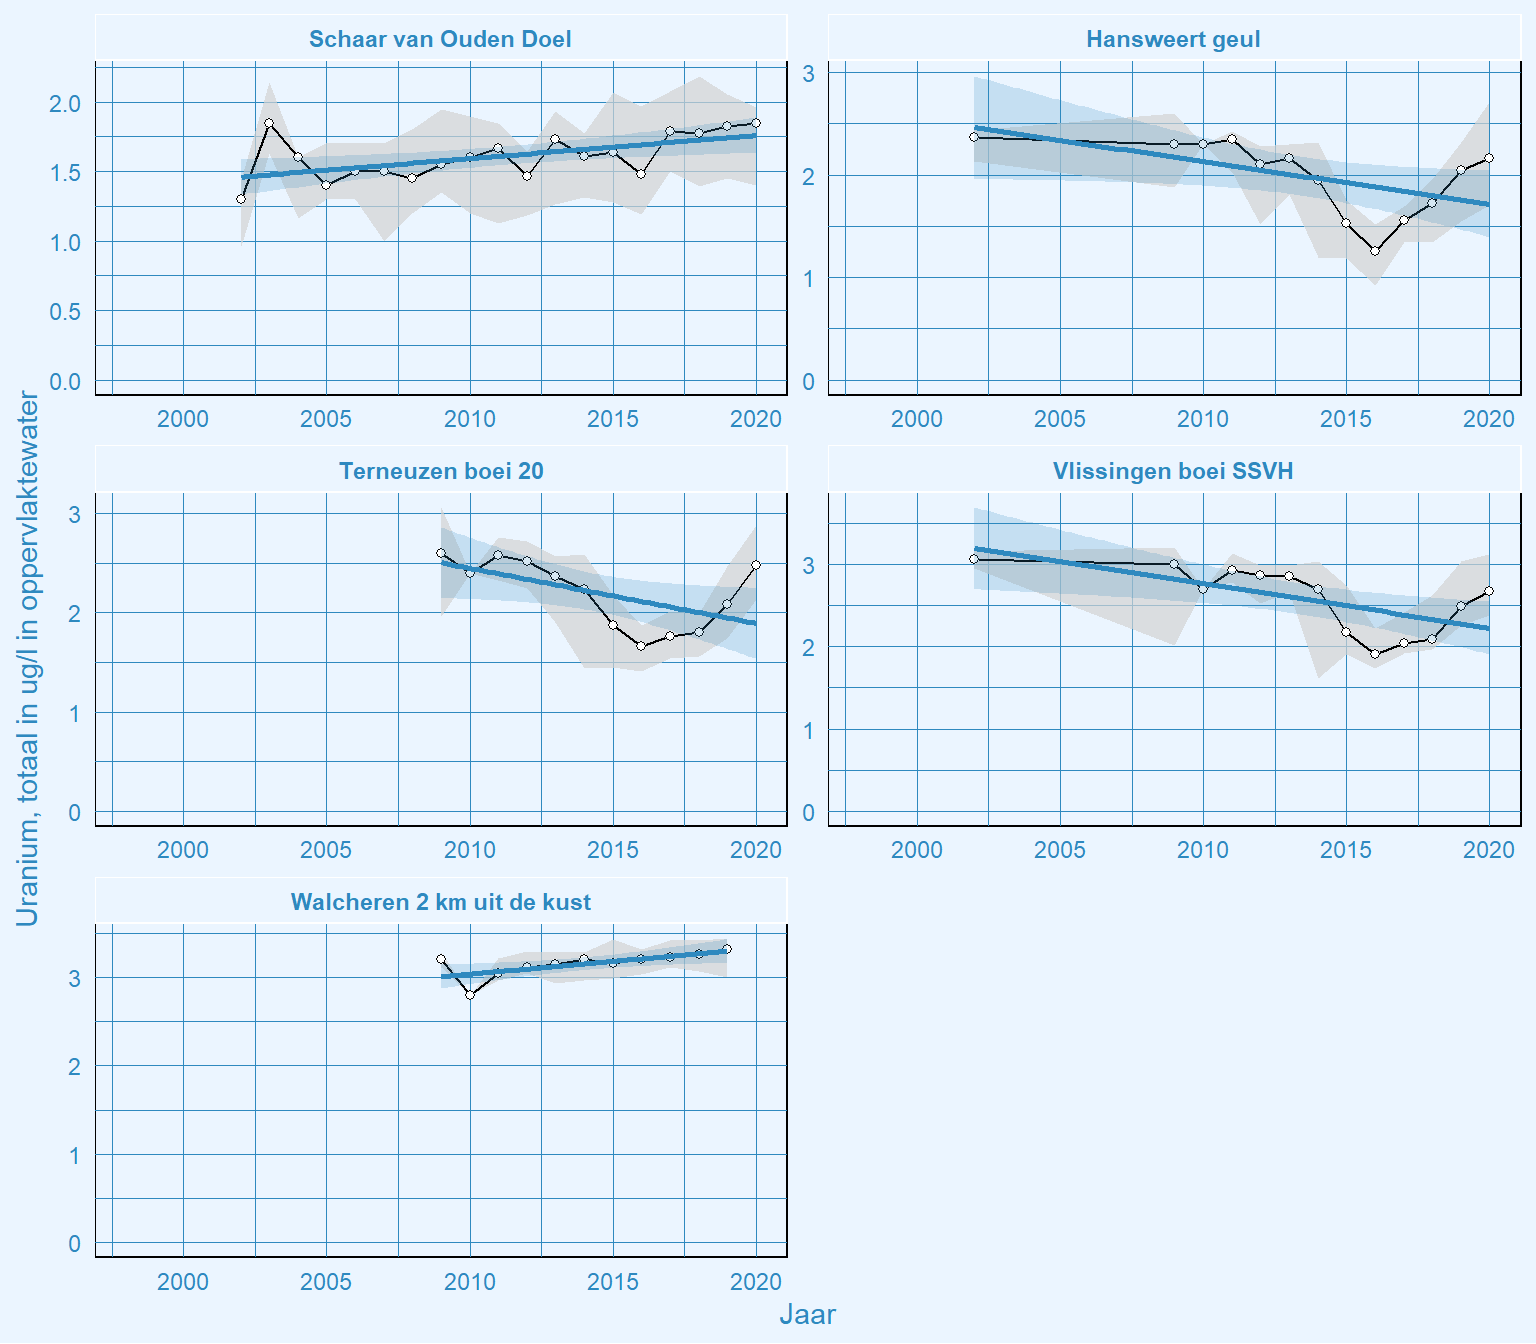 Schaar van Ouden Doel
Hansweert geul
2.0
1.5
1.0
0.5
0.0
3
2
1
0
2000 2005 2010 2015 2020
2000 2005 2010 2015 2020
Terneuzen boei 20
Vlissingen boei SSVH
3
2
1
0
3
2
1
0
2000 2005 2010 2015 2020
2000 2005 2010 2015 2020
Walcheren 2 km uit de kust
3
2
1
0
2000 2005 2010 2015 2020
Jaar
Uranium, totaal in ug/l in oppervlaktewater